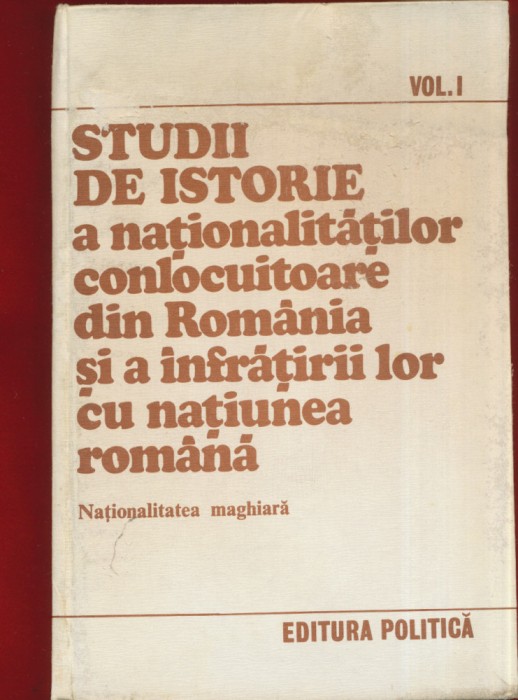 VOL. I
STUDII
DE ISTORIE
a naționalităților
conlocuitoare
din România
și a înfrățirii lor
cu națiunea
română
Naționalitatea maghiară
EDITURA POLITICĂ